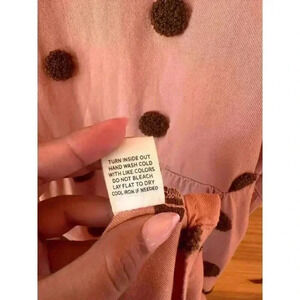 TURN INSIDE OUT
HAND WASH COLD
WITH LIKE COLORS
DO NOT BLEACH
LAY FLAT TO DRY
COOL IRON IF NEEDED